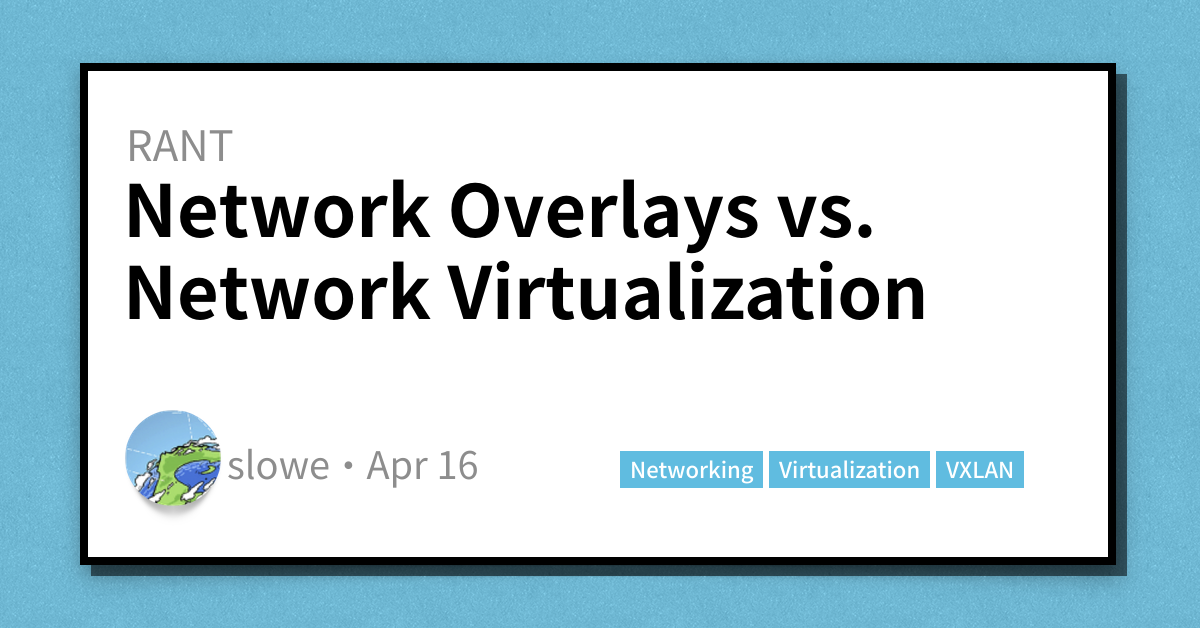 RANT
Network Overlays vs.
Network Virtualization
slowe • Apr 16
Networking Virtualization VXLAN